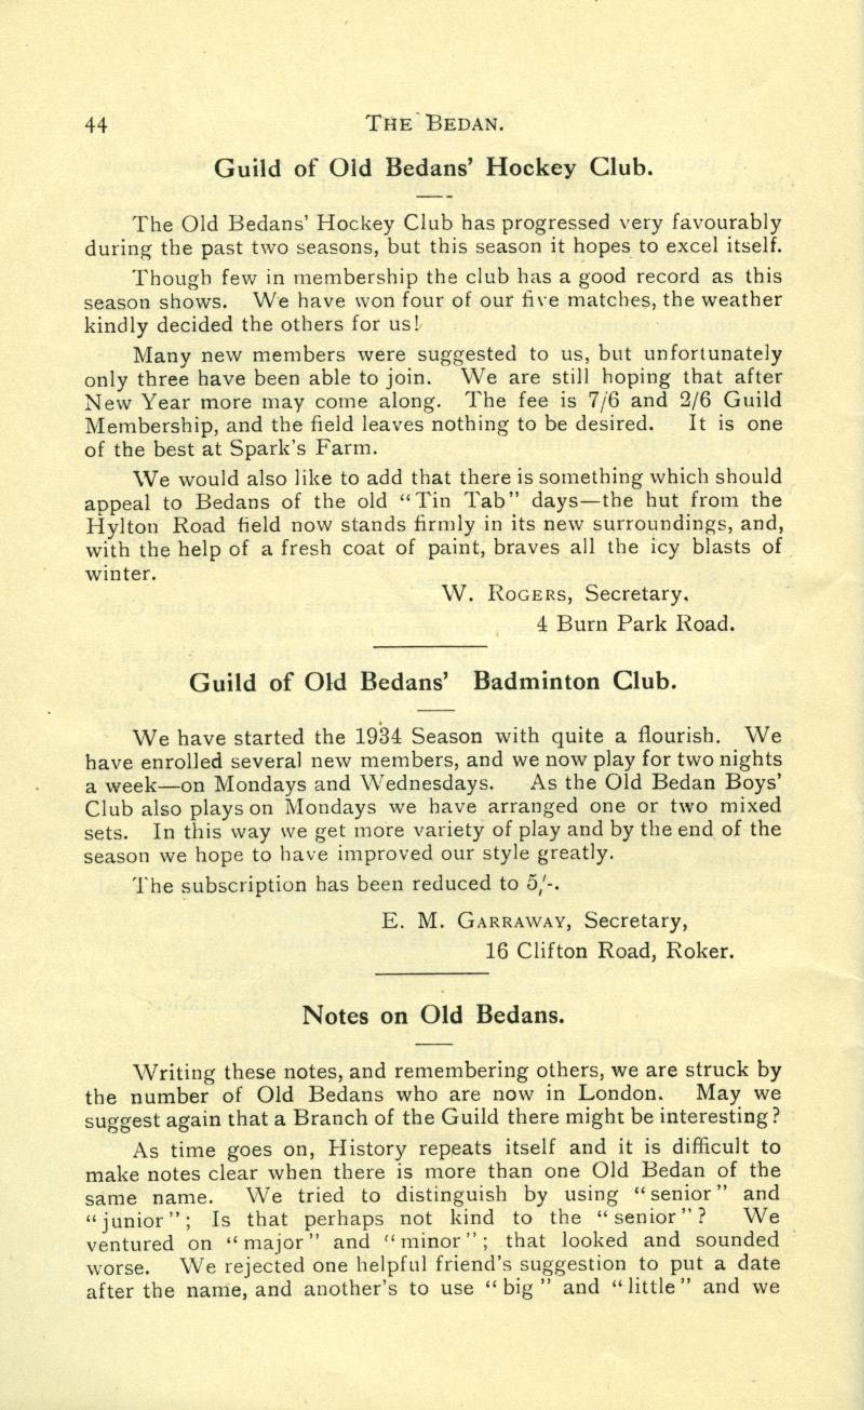 44 THE BEDAN.
Guild of Old Bedans' Hockey Club.
The Old Bedans' Hockey Club has progressed very favourably
during the past two seasons, but this season it hopes to excel itself.
Though few in membership the club has a good record as this
season shows. We have won four of our five matches, the weather
kindly decided the others for us!
Many new members were suggested to us, but unfortunately
only three have been able to join. We are still hoping that after
New Year more may come along. The fee is 7/6 and 2/6 Guild
Membership, and the field leaves nothing to be desired. It is one
of the best at Spark's Farm.
We would also like to add that there is something which should
appeal to Bedans of the old "Tin Tab" days—the hut from the
Hylton Road field now stands firmly in its new surroundings, and,
with the help of a fresh coat of paint, braves all the icy blasts of
winter.
W. ROGERS, Secretary,
4 Burn Park Road.
Guild of Old Bedans' Badminton Club.
We have started the 1934 Season with quite a flourish. We
have enrolled several new members, and we now play for two nights
a week—on Mondays and Wednesdays. As the Old Bedan Boys'
Club also plays on Mondays we have arranged one or two mixed
sets. In this way we get more variety of play and by the end of the
season we hope to have improved our style greatly.
The subscription has been reduced to 5/-.
E. M. GARRAWAY, Secretary,
16 Clifton Road, Roker.
Notes on Old Bedans.
Writing these notes, and remembering others, we are struck by
the number of Old Bedans who are now in London. May we
suggest again that a Branch of the Guild there might be interesting?
As time goes on, History repeats itself and it is difficult to
make notes clear when there is more than one Old Bedan of the
same name. We tried to distinguish by using "senior" and
"junior"; Is that perhaps not kind to the "senior"? We
ventured on "major" and "minor"; that looked and sounded
worse. We rejected one helpful friend's suggestion to put a date
after the name, and another's to use "big" and "little" and we